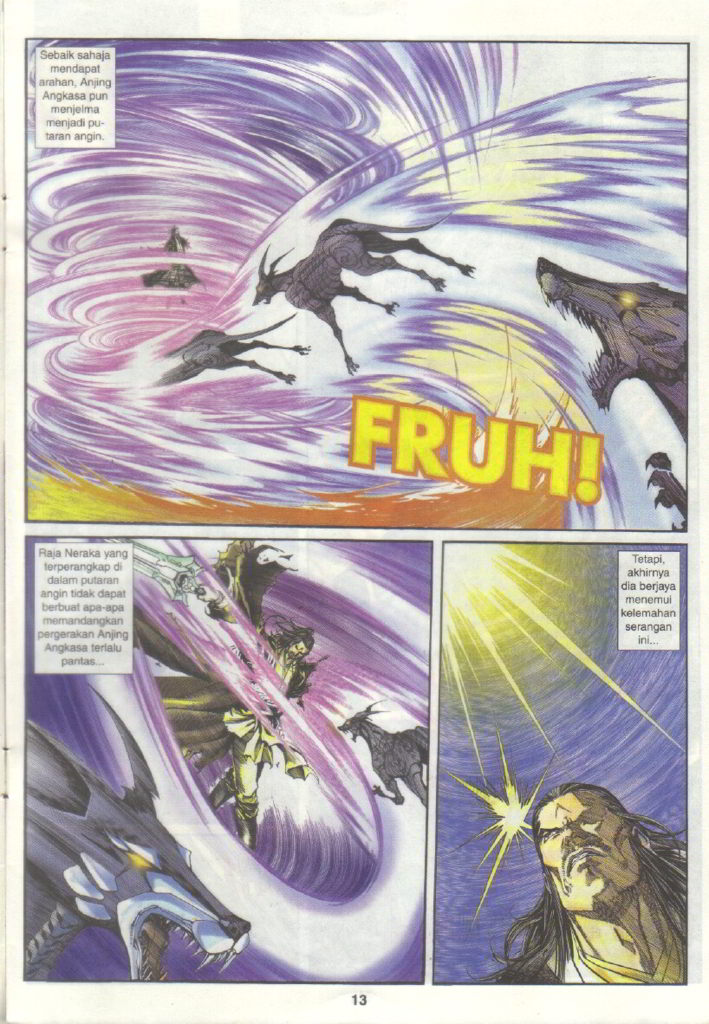 Sebaik sahaja
mendapat
arahan, Anjing
Angkasa pun
menjelma
menjadi pu-
taran angin.
FRUH!
Raja Neraka yang
terperangkap di
dalam putaran
angin tidak dapat
berbuat apa-apa
memandangkan
pergerakan Anjing
Angkasa terlalu
pantas...
Tetapi,
akhirnya
dia berjaya
menemui
kelemahan
serangan
ini...
13